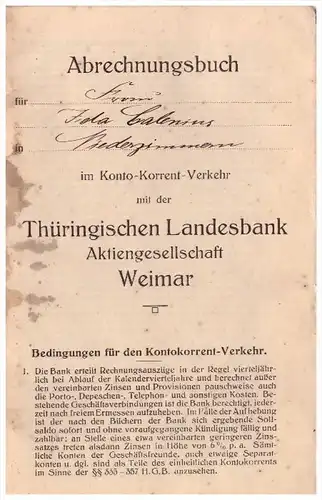 Abrechnungsbuch
für Frau
Ida Calenius
in Niederzimmern
im Konto-Korrent-Verkehr
mit der
Thüringischen Landesbank
Aktiengesellschaft
Weimar
Bedingungen für den Kontokorrent-Verkehr.
1. Die Bank erteilt Rechnungsauszüge in der Regel vierteljähr-
lich bei Ablauf der Kalendervierteljahre und berechnet außer
den vereinbarten Zinsen und Provisionen pauschweise auch
die Porto-, Depeschen-, Telephon- und sonstigen Kosten. Be-
stehende Geschäftsverbindungen ist die Bank berechtigt, jeder-
zeit nach freiem Ermessen aufzuheben. Im Falle der Aufhebung
ist der nach den Büchern der Bank sich ergebende Soll-
saldo sofort und ohne vorausgegangene Kündigung fällig und
zahlbar; an Stelle eines etwa vereinbarten geringeren Zins-
satzes treten alsdann Zinsen in Höhe von 6% p. a. Sämt-
liche Konten der Geschäftsfreunde, auch etwaige Separat-
konten u. dgl. sind als Teile des einheitlichen Kontokorrents
im Sinne der §§ 355 - 357 H.G.B. anzusehen.